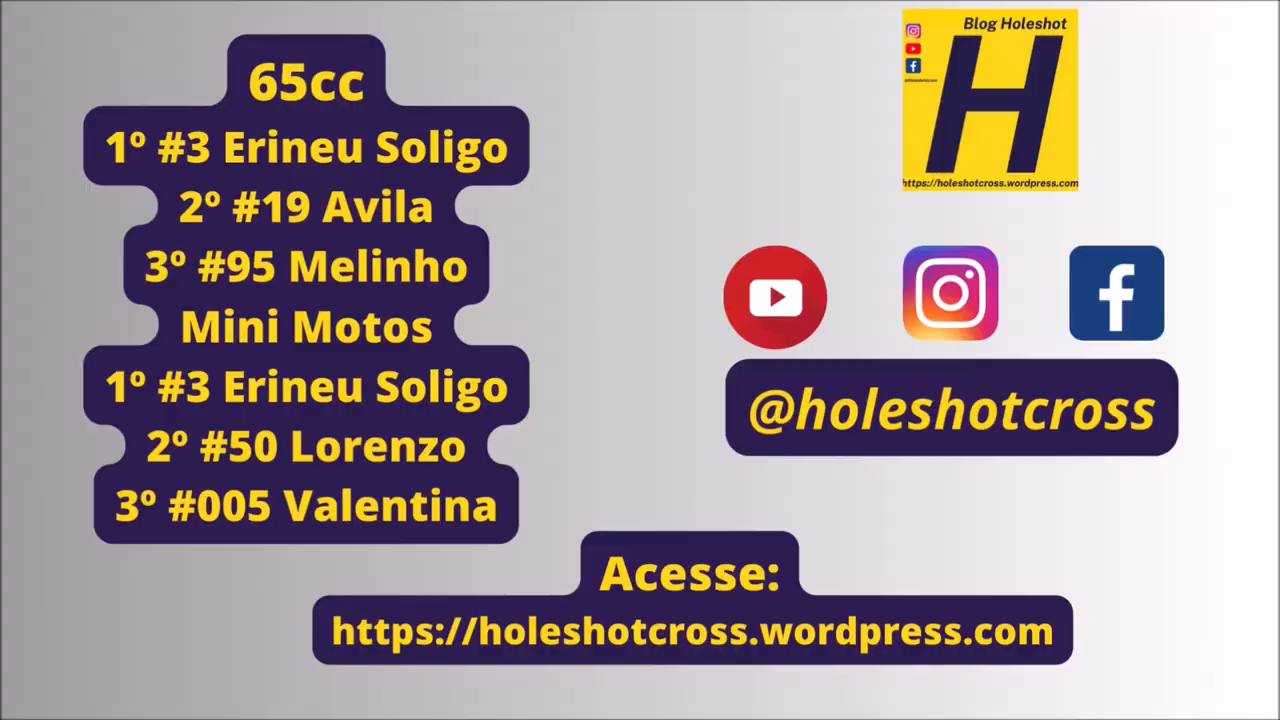 65cc
1º #3 Erineu Soligo
2º #19 Avila
3º #95 Melinho
Mini Motos
1º #3 Erineu Soligo
2º #50 Lorenzo
3º #005 Valentina
Blog Holeshot
H
https://holeshotcross.wordpress.com
@holeshotcross
Acesse:
https://holeshotcross.wordpress.com